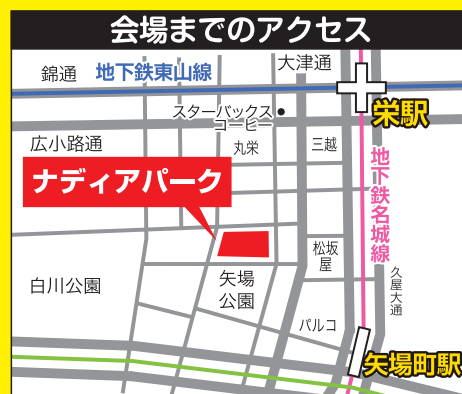 会場までのアクセス
大津通
錦通
地下鉄東山線
スターバックス
コーヒー
栄駅
広小路通
丸栄
三越
地下鉄名城線
ナディアパーク
松坂
屋
久屋大通
白川公園
矢場
公園
パルコ
矢場町駅